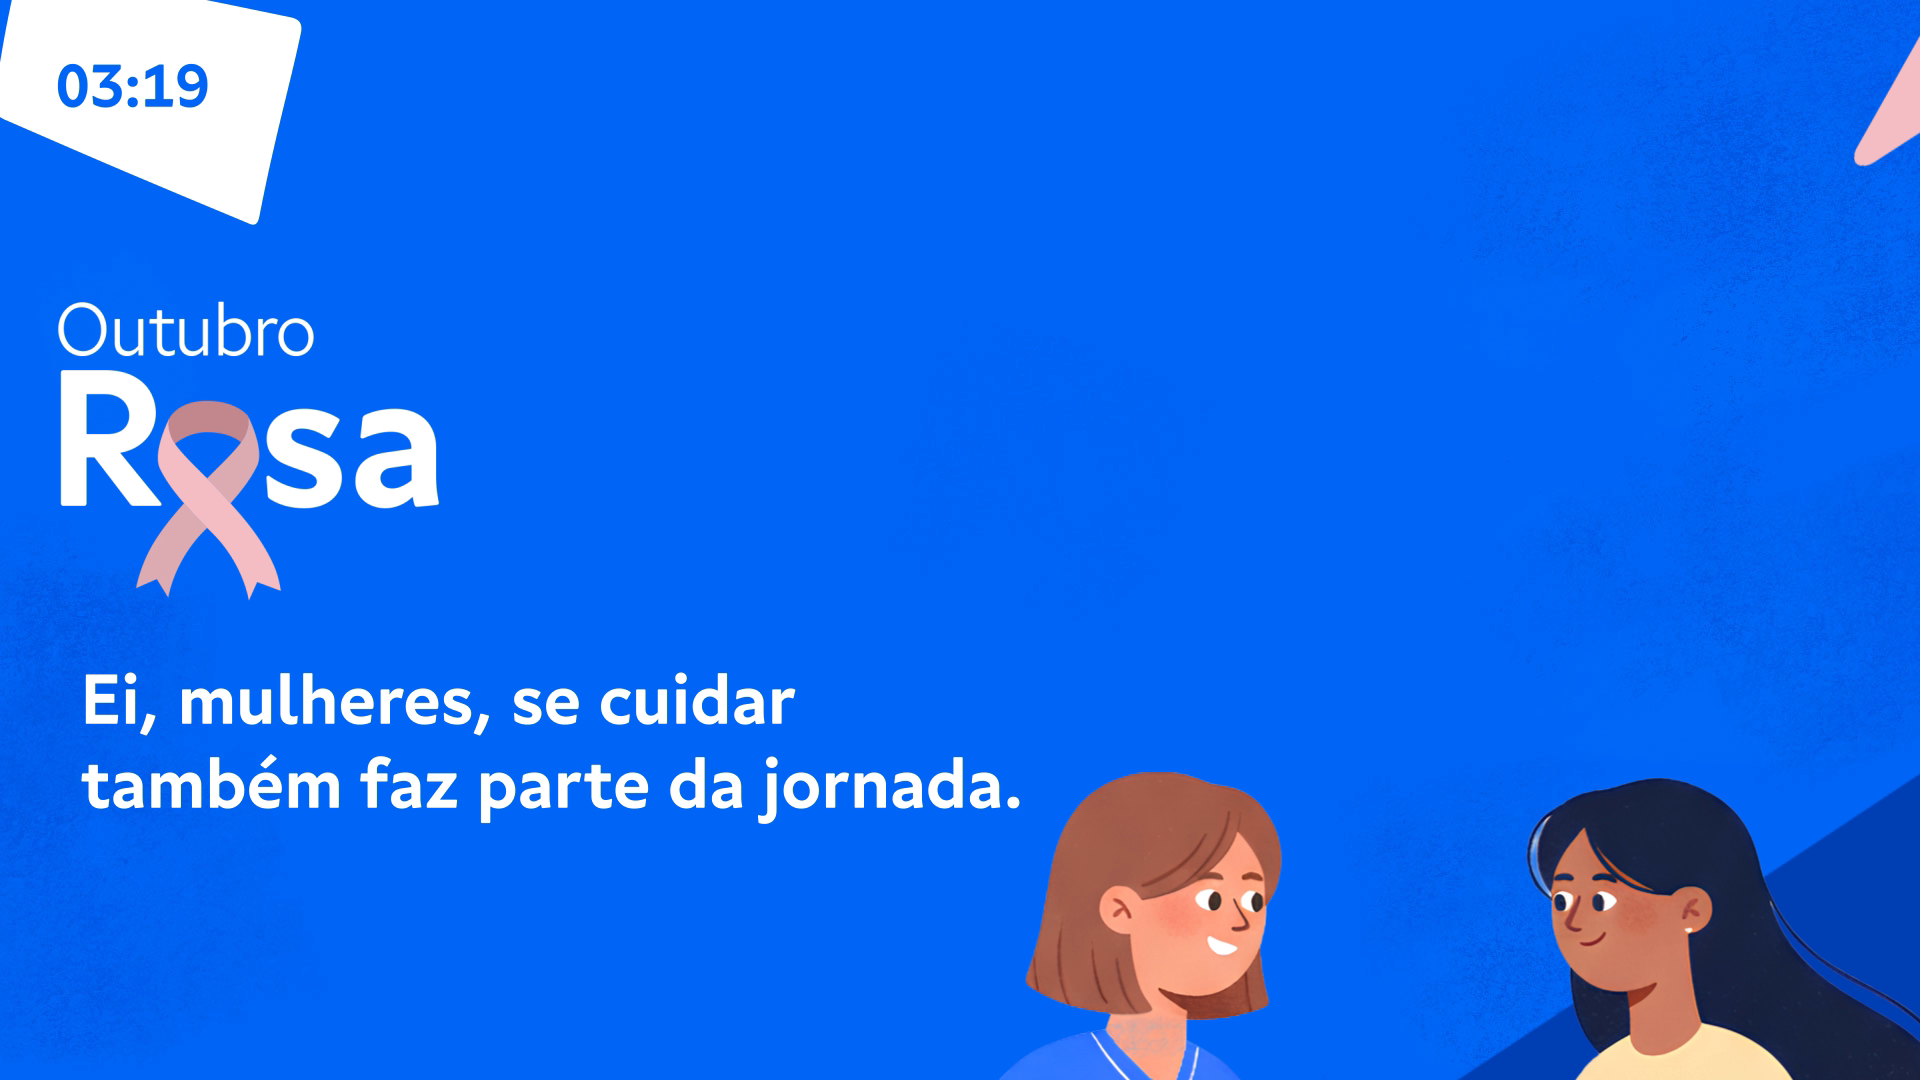 03:19
Outubro
Rosa
Ei, mulheres, se cuidar
também faz parte da jornada.